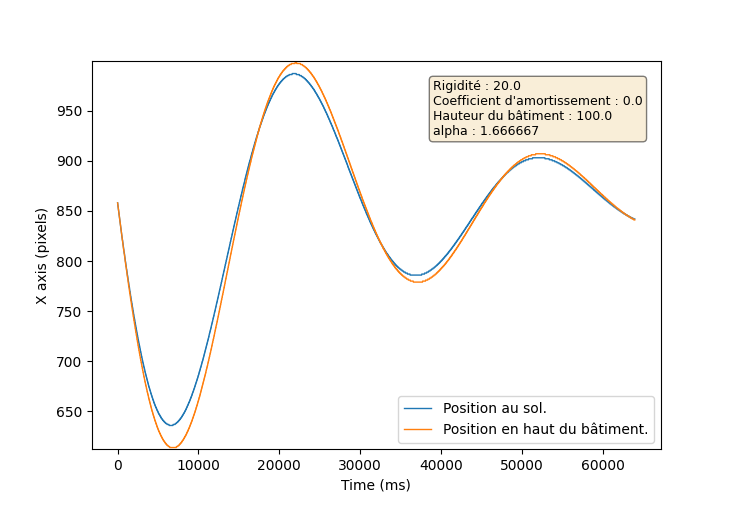 950
900
850
800
750
700
650
X axis (pixels)
Rigidité : 20.0
Coefficient d'amortissement : 0.0
Hauteur du bâtiment : 100.0
alpha : 1.666667
Position au sol.
Position en haut du bâtiment.
0 10000 20000 30000 40000 50000 60000
Time (ms)